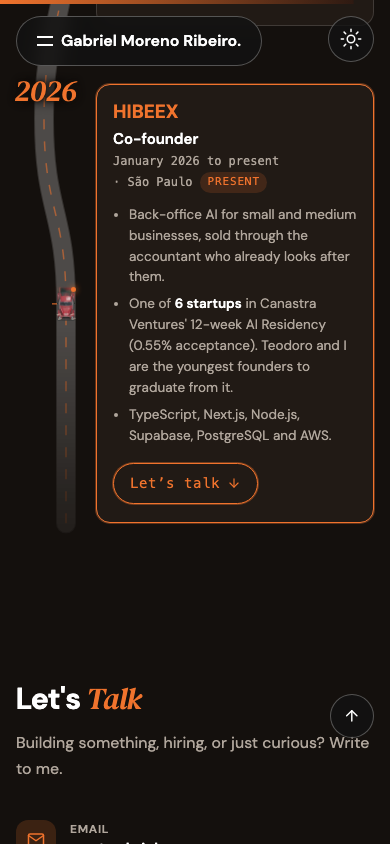 Gabriel Moreno Ribeiro.
2026
HIBEEX
Co-founder
January 2026 to present
· São Paulo PRESENT
• Back-office AI for small and medium
businesses, sold through the
accountant who already looks after
them.
• One of 6 startups in Canastra
Ventures' 12-week AI Residency
(0.55% acceptance). Teodoro and I
are the youngest founders to
graduate from it.
• TypeScript, Next.js, Node.js,
Supabase, PostgreSQL and AWS.
Let's talk ↓
Let's Talk
Building something, hiring, or just curious? Write
to me.
EMAIL